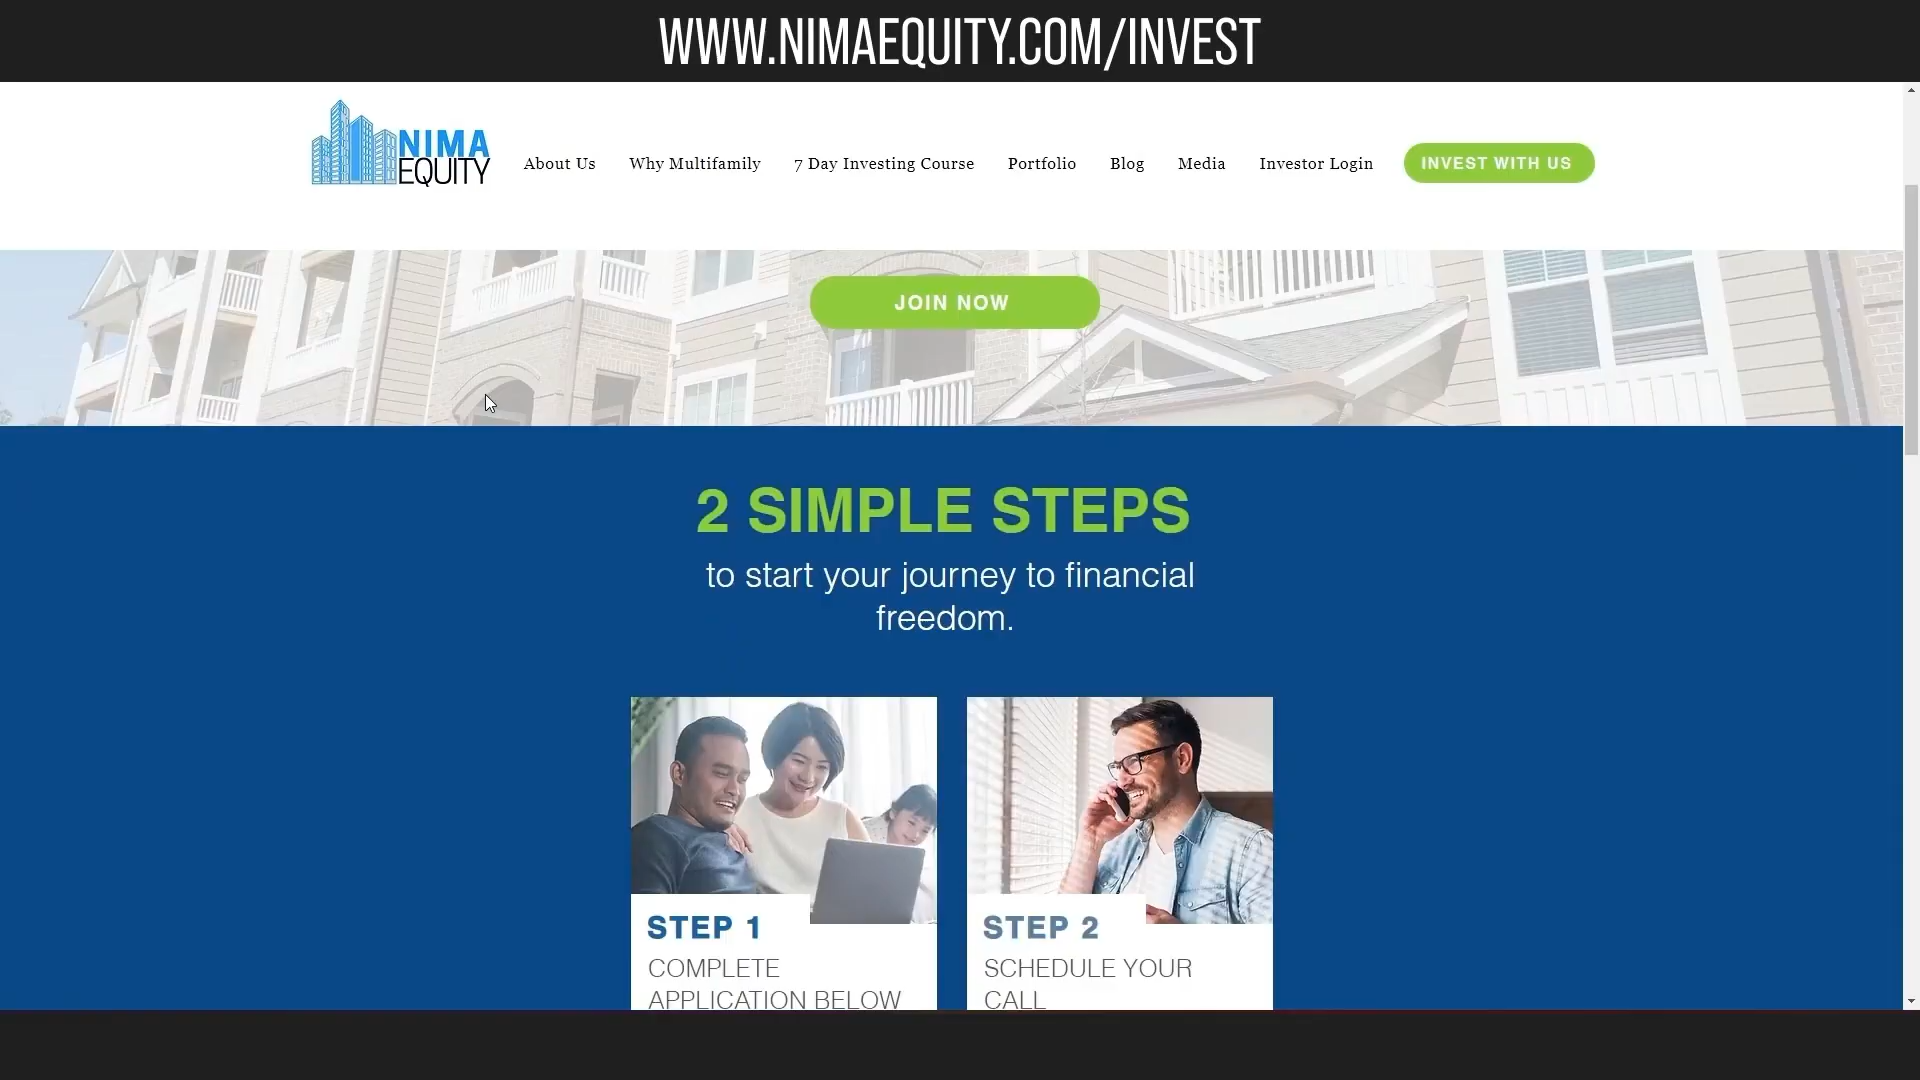 WWW.NIMAEQUITY.COM/INVEST
NIMA
EQUITY
About Us
Why Multifamily
7 Day Investing Course
Portfolio
Blog
Media
Investor Login
INVEST WITH US
JOIN NOW
2 SIMPLE STEPS
to start your journey to financial
freedom.
STEP 1
COMPLETE
APPLICATION BELOW
STEP 2
SCHEDULE YOUR
CALL